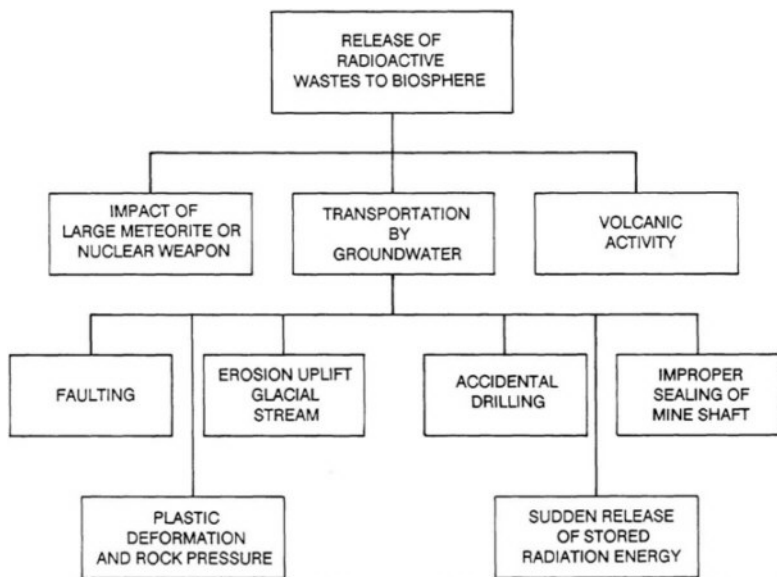 RELEASE OF
RADIOACTIVE
WASTES TO BIOSPHERE
IMPACT OF
LARGE METEORITE OR
NUCLEAR WEAPON
TRANSPORTATION
BY
GROUNDWATER
VOLCANIC
ACTIVITY
FAULTING
EROSION UPLIFT
GLACIAL
STREAM
ACCIDENTAL
DRILLING
IMPROPER
SEALING OF
MINE SHAFT
PLASTIC
DEFORMATION
AND ROCK PRESSURE
SUDDEN RELEASE
OF STORED
RADIATION ENERGY